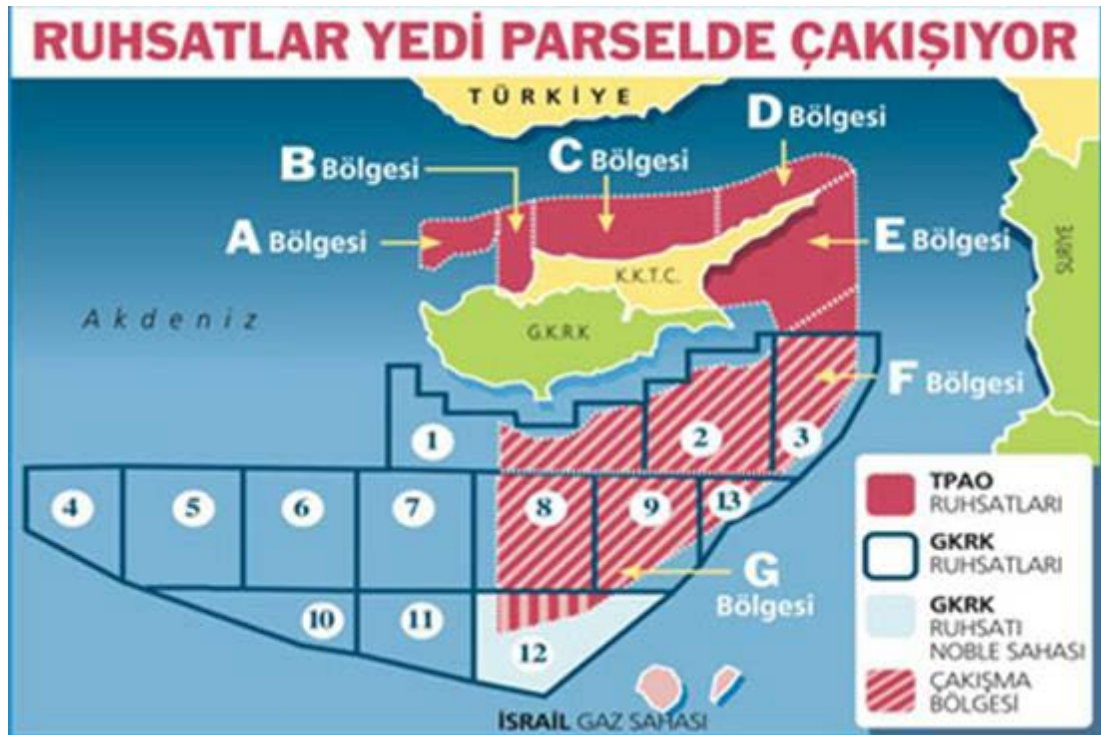 RUHSATLAR YEDİ PARSELDE ÇAKIŞIYOR
TÜRKİYE
D Bölgesi
C Bölgesi
B Bölgesi
A Bölgesi
E Bölgesi
SURİYE
K.K.T.C.
Akdeniz
G.K.R.K
F Bölgesi
1
2
3
4
5
6
7
8
9
13
G
Bölgesi
10
11
12
TPAO
RUHSATLARI
GKRK
RUHSATLARI
GKRK
RUHSATI
NOBLE SAHASI
ÇAKIŞMA
BÖLGESİ
İSRAİL GAZ SAHASI